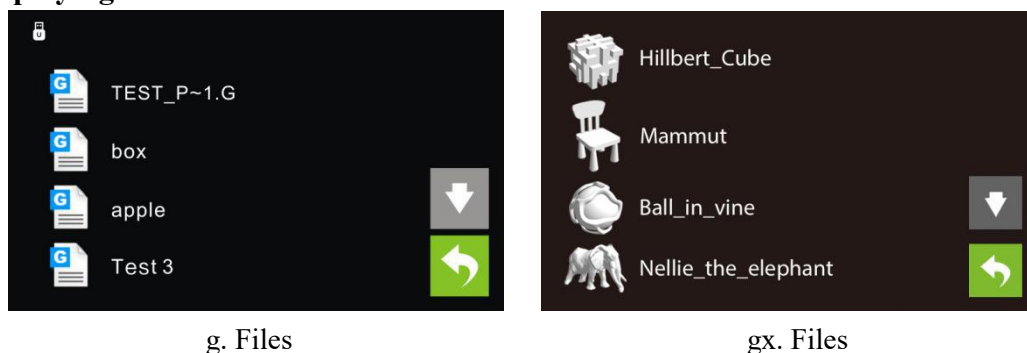 U
G TEST_P~1.G
G box
G apple
G Test 3
Hillbert_Cube
Mammut
Ball_in_vine
Nellie_the_elephant
g. Files
gx. Files